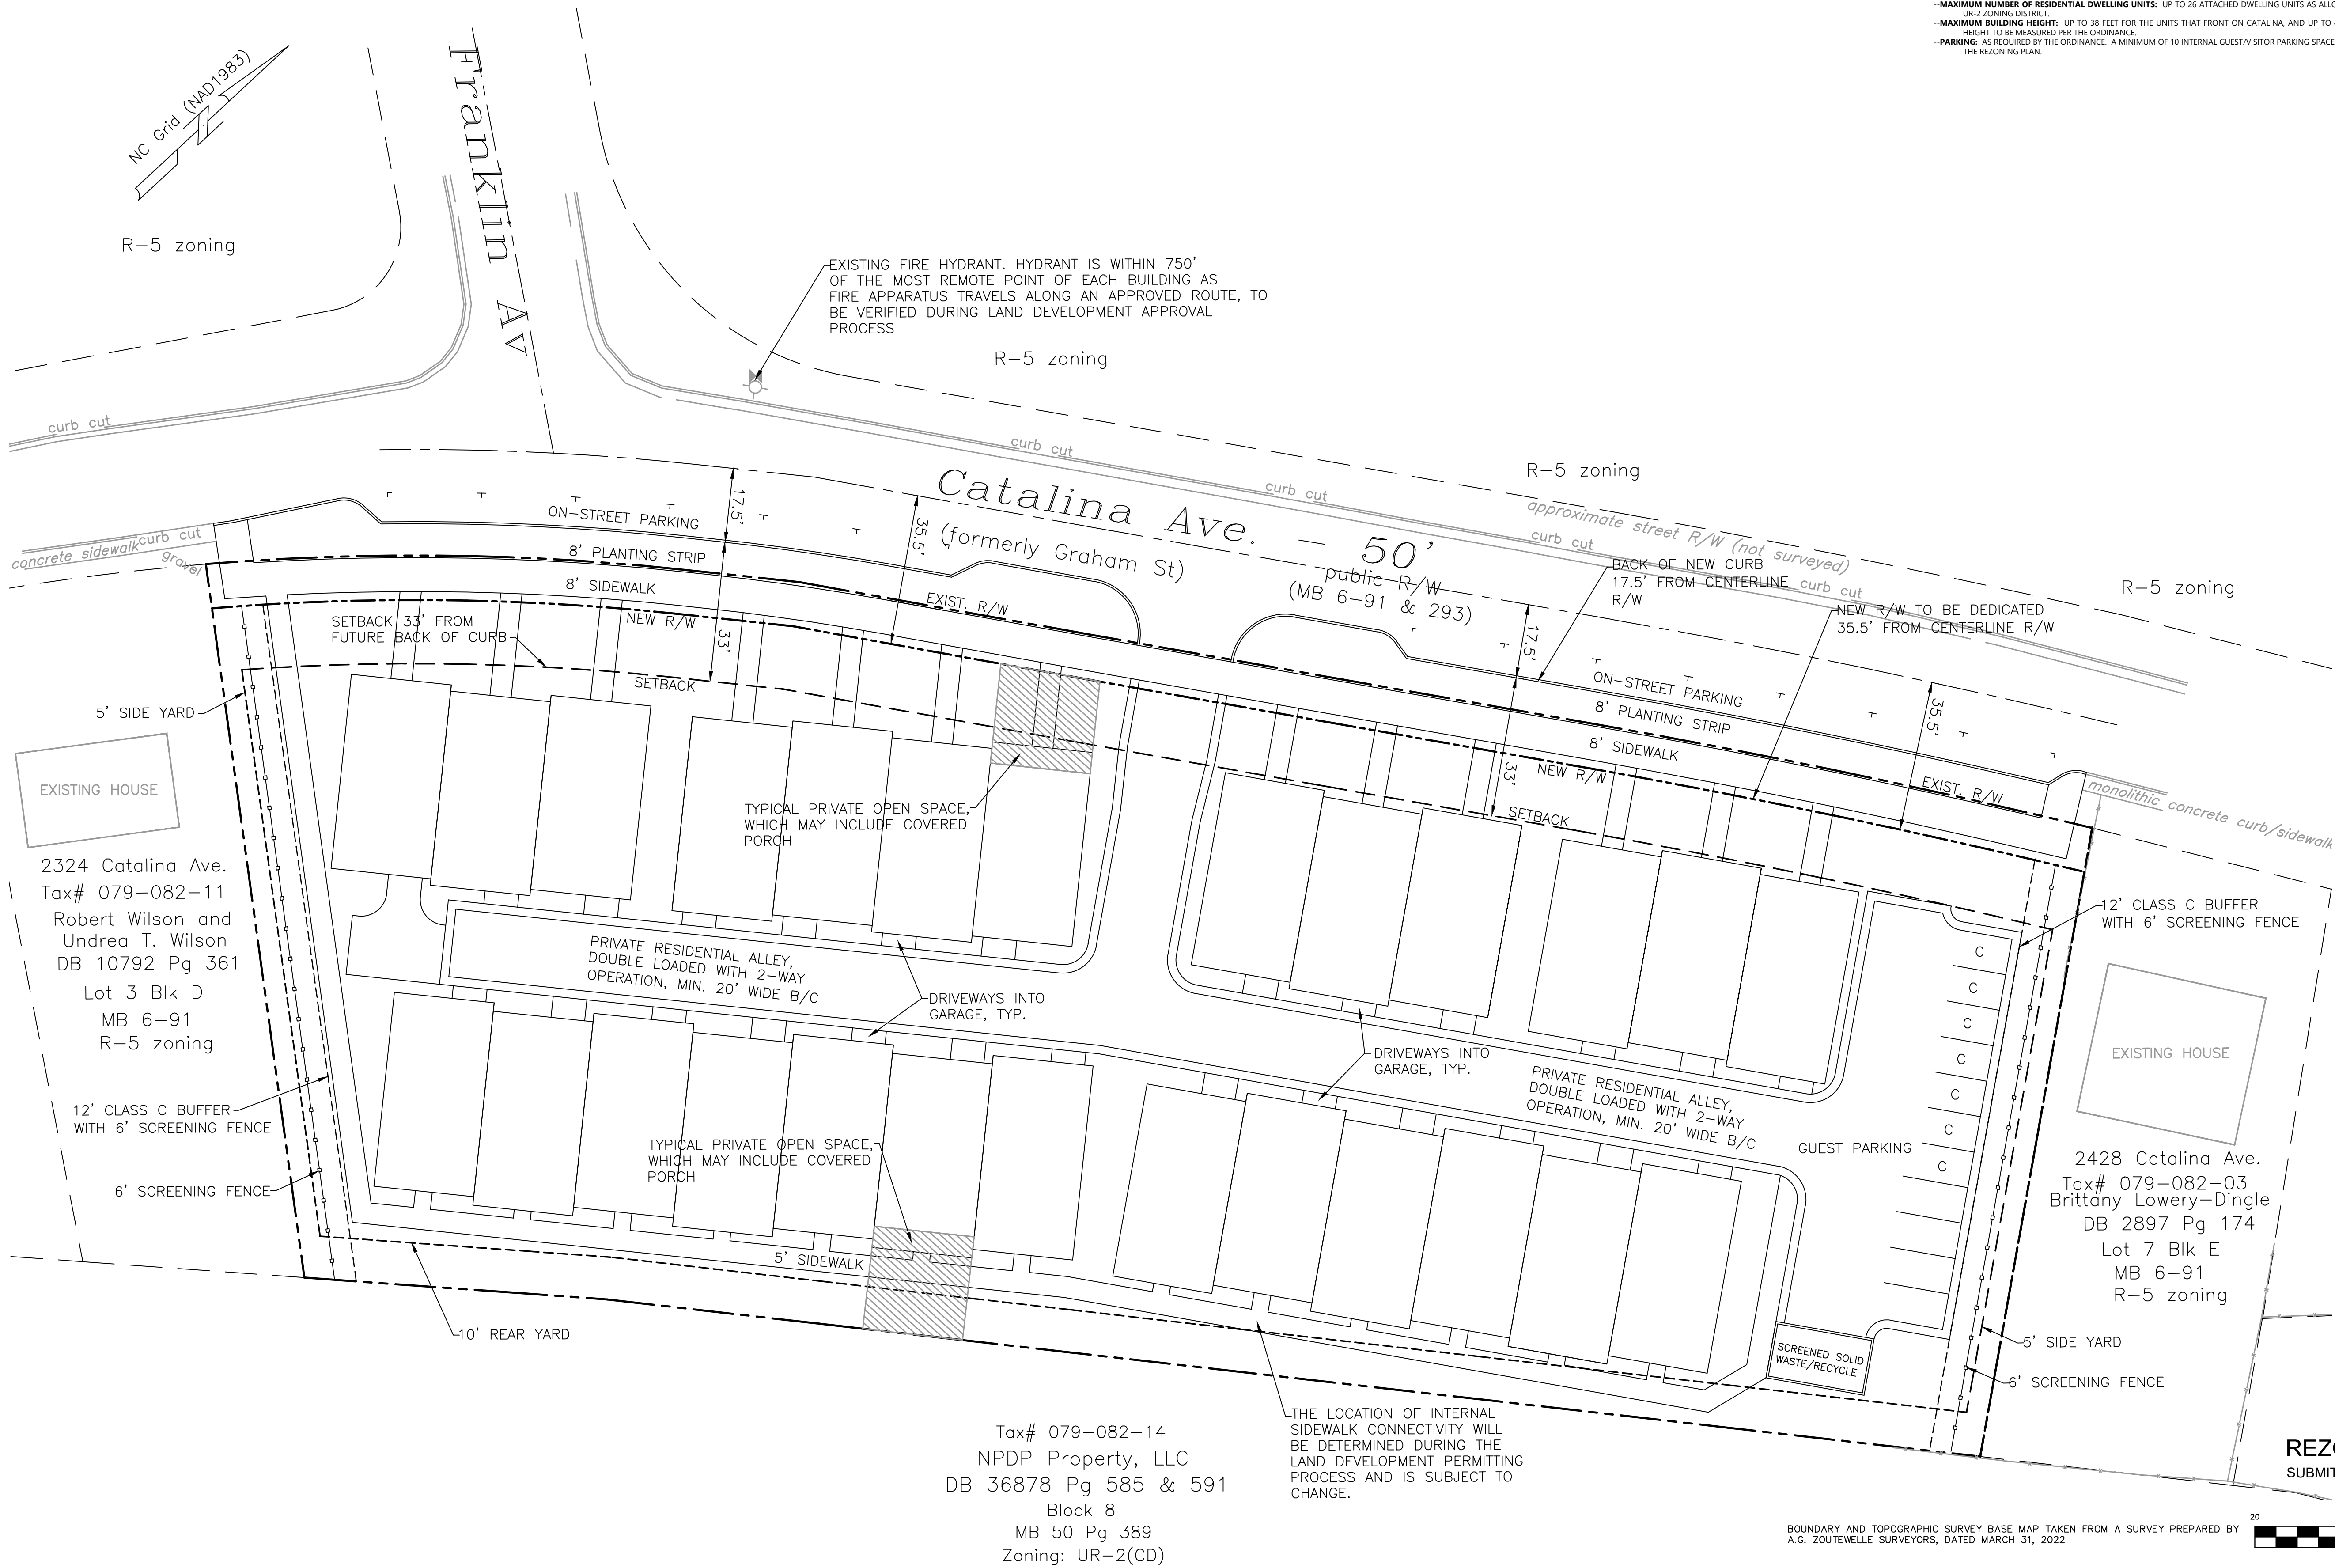 --MAXIMUM NUMBER OF RESIDENTIAL DWELLING UNITS: UP TO 26 ATTACHED DWELLING UNITS AS ALLO
UR-2 ZONING DISTRICT.
--MAXIMUM BUILDING HEIGHT: UP TO 38 FEET FOR THE UNITS THAT FRONT ON CATALINA, AND UP TO
HEIGHT TO BE MEASURED PER THE ORDINANCE.
--PARKING: AS REQUIRED BY THE ORDINANCE. A MINIMUM OF 10 INTERNAL GUEST/VISITOR PARKING SPACE
THE REZONING PLAN.
NC Grid (NAD1983)
Franklin Av
R-5 zoning
EXISTING FIRE HYDRANT. HYDRANT IS WITHIN 750'
OF THE MOST REMOTE POINT OF EACH BUILDING AS
FIRE APPARATUS TRAVELS ALONG AN APPROVED ROUTE, TO
BE VERIFIED DURING LAND DEVELOPMENT APPROVAL
PROCESS
R-5 zoning
curb cut
curb cut
R-5 zoning
curb cut
approximate street R/W (not surveyed)
curb cut
curb cut
R-5 zoning
Catalina Ave. - 50'
(formerly Graham St)
public R/W
(MB 6-91 & 293)
17.5'
35.5'
ON-STREET PARKING
8' PLANTING STRIP
8' SIDEWALK
EXIST. R/W
NEW R/W
33'
SETBACK 33' FROM
FUTURE BACK OF CURB
SETBACK
concrete sidewalk
curb cut
gravel
BACK OF NEW CURB
17.5' FROM CENTERLINE
R/W
NEW R/W TO BE DEDICATED
35.5' FROM CENTERLINE R/W
17.5'
35.5'
ON-STREET PARKING
8' PLANTING STRIP
8' SIDEWALK
EXIST. R/W
NEW R/W
33'
SETBACK
monolithic concrete curb/sidewalk
5' SIDE YARD
EXISTING HOUSE
2324 Catalina Ave.
Tax# 079-082-11
Robert Wilson and
Undrea T. Wilson
DB 10792 Pg 361
Lot 3 Blk D
MB 6-91
R-5 zoning
12' CLASS C BUFFER
WITH 6' SCREENING FENCE
6' SCREENING FENCE
TYPICAL PRIVATE OPEN SPACE,
WHICH MAY INCLUDE COVERED
PORCH
PRIVATE RESIDENTIAL ALLEY,
DOUBLE LOADED WITH 2-WAY
OPERATION, MIN. 20' WIDE B/C
DRIVEWAYS INTO
GARAGE, TYP.
DRIVEWAYS INTO
GARAGE, TYP.
PRIVATE RESIDENTIAL ALLEY,
DOUBLE LOADED WITH 2-WAY
OPERATION, MIN. 20' WIDE B/C
GUEST PARKING
C
C
C
C
C
C
C
12' CLASS C BUFFER
WITH 6' SCREENING FENCE
EXISTING HOUSE
2428 Catalina Ave.
Tax# 079-082-03
Brittany Lowery-Dingle
DB 2897 Pg 174
Lot 7 Blk E
MB 6-91
R-5 zoning
5' SIDE YARD
6' SCREENING FENCE
TYPICAL PRIVATE OPEN SPACE,
WHICH MAY INCLUDE COVERED
PORCH
5' SIDEWALK
10' REAR YARD
SCREENED SOLID
WASTE/RECYCLE
THE LOCATION OF INTERNAL
SIDEWALK CONNECTIVITY WILL
BE DETERMINED DURING THE
LAND DEVELOPMENT PERMITTING
PROCESS AND IS SUBJECT TO
CHANGE.
Tax# 079-082-14
NPDP Property, LLC
DB 36878 Pg 585 & 591
Block 8
MB 50 Pg 389
Zoning: UR-2(CD)
REZO
SUBMIT
20
BOUNDARY AND TOPOGRAPHIC SURVEY BASE MAP TAKEN FROM A SURVEY PREPARED BY
A.G. ZOUTEWELLE SURVEYORS, DATED MARCH 31, 2022